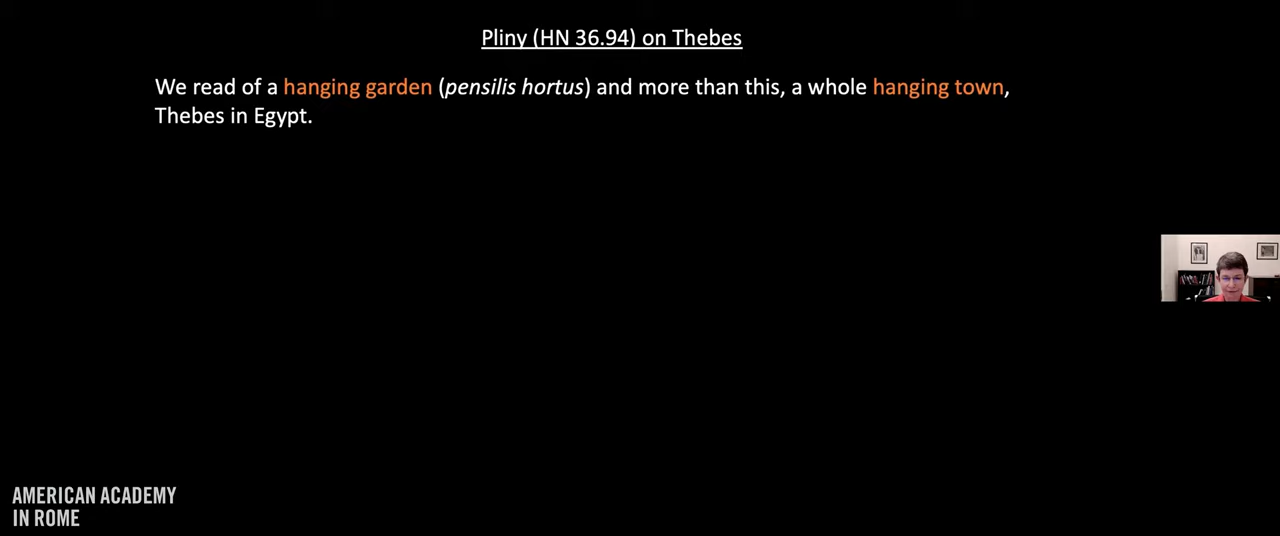 Pliny (HN 36.94) on Thebes
We read of a hanging garden (pensilis hortus) and more than this, a whole hanging town,
Thebes in Egypt.
AMERICAN ACADEMY
IN ROME